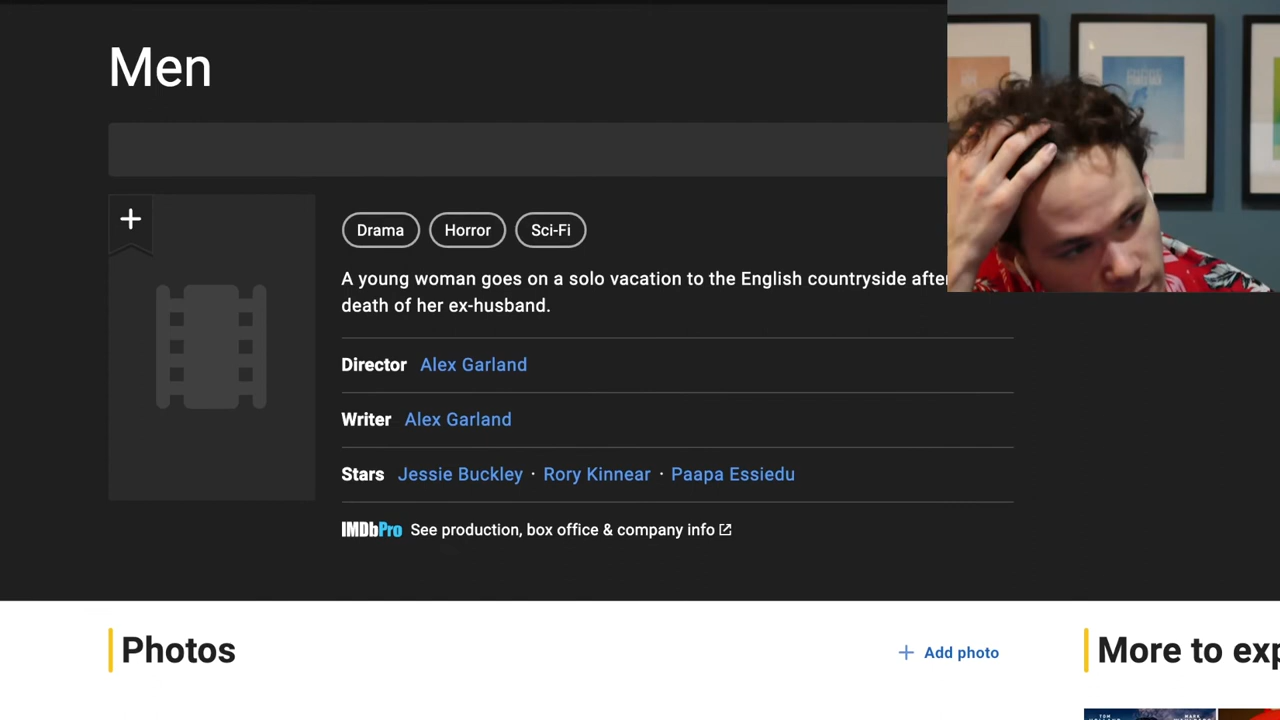 Men
Drama
Horror
Sci-Fi
A young woman goes on a solo vacation to the English countryside
death of her ex-husband.
Director Alex Garland
Writer Alex Garland
Stars Jessie Buckley · Rory Kinnear · Paapa Essiedu
IMDbPro See production, box office & company info
Photos
+ Add photo
More to exp